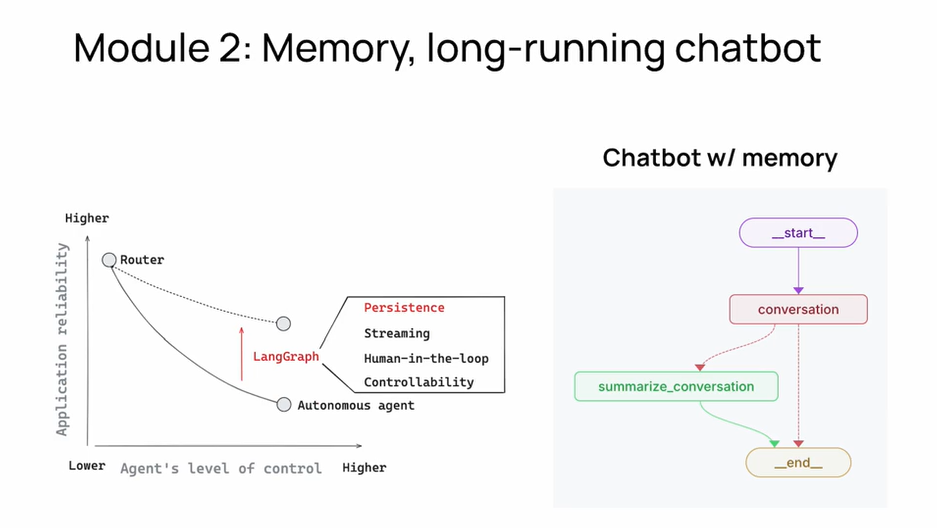 Module 2: Memory, long-running chatbot
Higher
Application reliability
Router
LangGraph
Persistence
Streaming
Human-in-the-loop
Controllability
Autonomous agent
Lower
Agent's level of control
Higher
Chatbot w/ memory
__start__
conversation
summarize_conversation
__end__